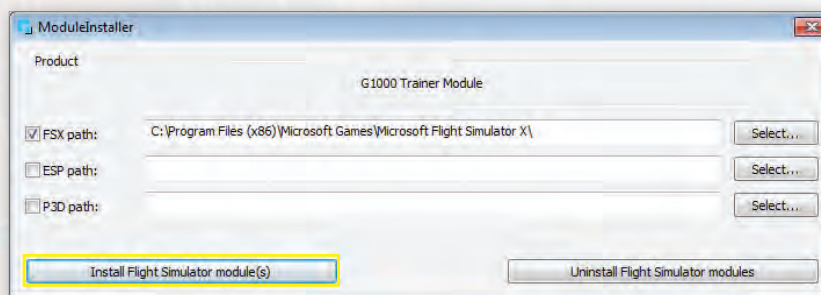 ModuleInstaller
Product
G1000 Trainer Module
FSX path: C:\Program Files (x86)\Microsoft Games\Microsoft Flight Simulator X\ Select...
ESP path: Select...
P3D path: Select...
Install Flight Simulator module(s) Uninstall Flight Simulator modules